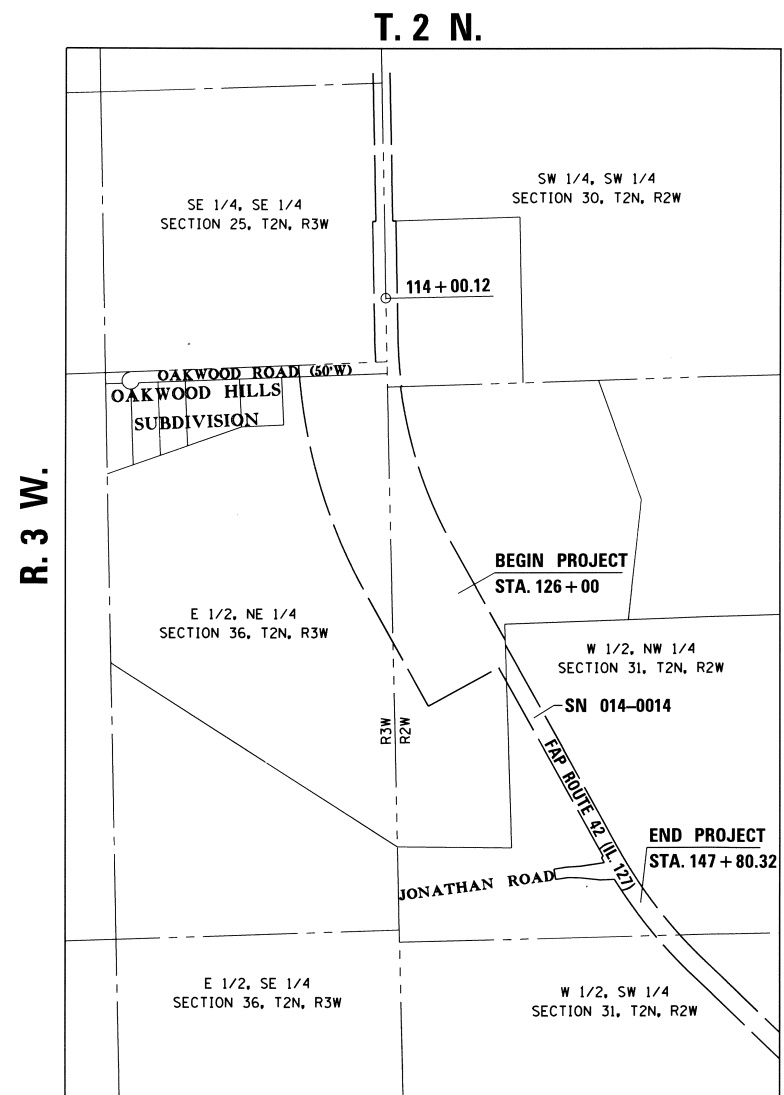 T. 2 N.
SE 1/4, SE 1/4
SECTION 25, T2N, R3W
SW 1/4, SW 1/4
SECTION 30, T2N, R2W
114+00.12
OAKWOOD ROAD (50'W)
OAKWOOD HILLS
SUBDIVISION
R. 3 W.
BEGIN PROJECT
STA. 126+00
E 1/2, NE 1/4
SECTION 36, T2N, R3W
W 1/2, NW 1/4
SECTION 31, T2N, R2W
SN 014-0014
R3W
R2W
FAP ROUTE 42 (IL. 127)
END PROJECT
STA. 147+80.32
JONATHAN ROAD
E 1/2, SE 1/4
SECTION 36, T2N, R3W
W 1/2, SW 1/4
SECTION 31, T2N, R2W